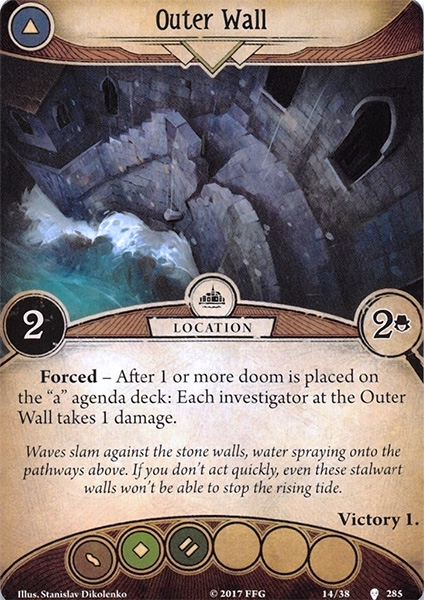 Outer Wall
2
LOCATION
2
Forced – After 1 or more doom is placed on
the “a” agenda deck: Each investigator at the Outer
Wall takes 1 damage.
Waves slam against the stone walls, water spraying onto the
pathways above. If you don’t act quickly, even these stalwart
walls won’t be able to stop the rising tide.
Victory 1.
Illus. Stanislav Dikolenko
© 2017 FFG
14/38
285